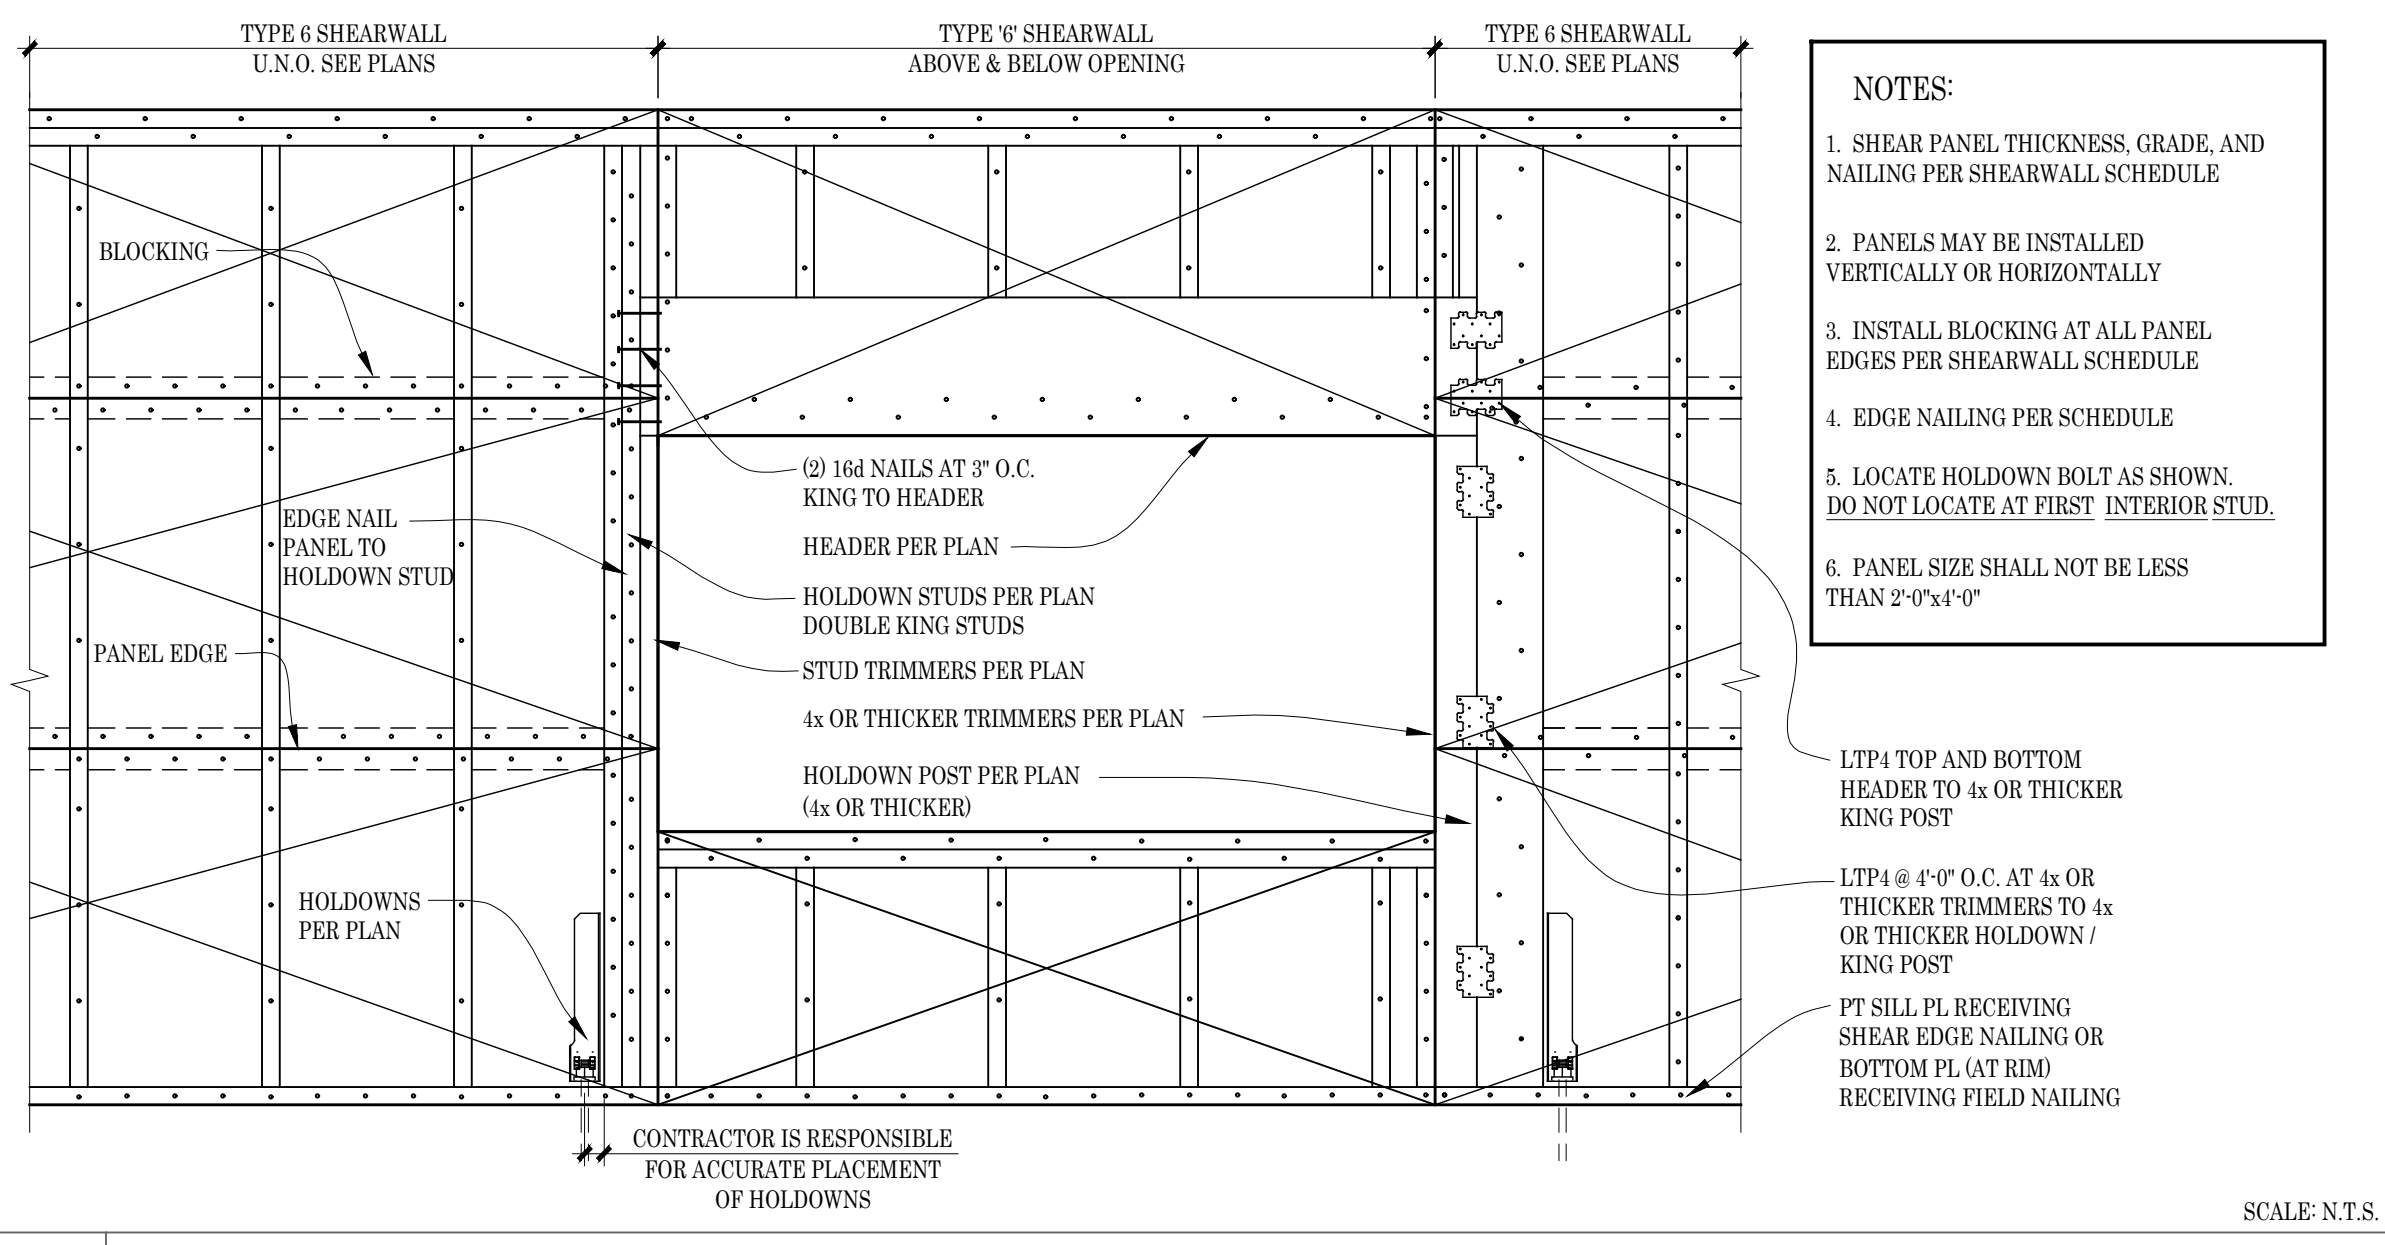 TYPE 6 SHEARWALL
U.N.O. SEE PLANS
TYPE '6' SHEARWALL
ABOVE & BELOW OPENING
TYPE 6 SHEARWALL
U.N.O. SEE PLANS
NOTES:
1. SHEAR PANEL THICKNESS, GRADE, AND
NAILING PER SHEARWALL SCHEDULE
2. PANELS MAY BE INSTALLED
VERTICALLY OR HORIZONTALLY
3. INSTALL BLOCKING AT ALL PANEL
EDGES PER SHEARWALL SCHEDULE
4. EDGE NAILING PER SCHEDULE
5. LOCATE HOLDOWN BOLT AS SHOWN.
DO NOT LOCATE AT FIRST INTERIOR STUD.
6. PANEL SIZE SHALL NOT BE LESS
THAN 2'-0"x4'-0"
BLOCKING
EDGE NAIL
PANEL TO
HOLDOWN STUD
PANEL EDGE
HOLDOWNS
PER PLAN
(2) 16d NAILS AT 3" O.C.
KING TO HEADER
HEADER PER PLAN
HOLDOWN STUDS PER PLAN
DOUBLE KING STUDS
STUD TRIMMERS PER PLAN
4x OR THICKER TRIMMERS PER PLAN
HOLDOWN POST PER PLAN
(4x OR THICKER)
LTP4 TOP AND BOTTOM
HEADER TO 4x OR THICKER
KING POST
LTP4 @ 4'-0" O.C. AT 4x OR
THICKER TRIMMERS TO 4x
OR THICKER HOLDOWN /
KING POST
PT SILL PL RECEIVING
SHEAR EDGE NAILING OR
BOTTOM PL (AT RIM)
RECEIVING FIELD NAILING
CONTRACTOR IS RESPONSIBLE
FOR ACCURATE PLACEMENT
OF HOLDOWNS
SCALE: N.T.S.